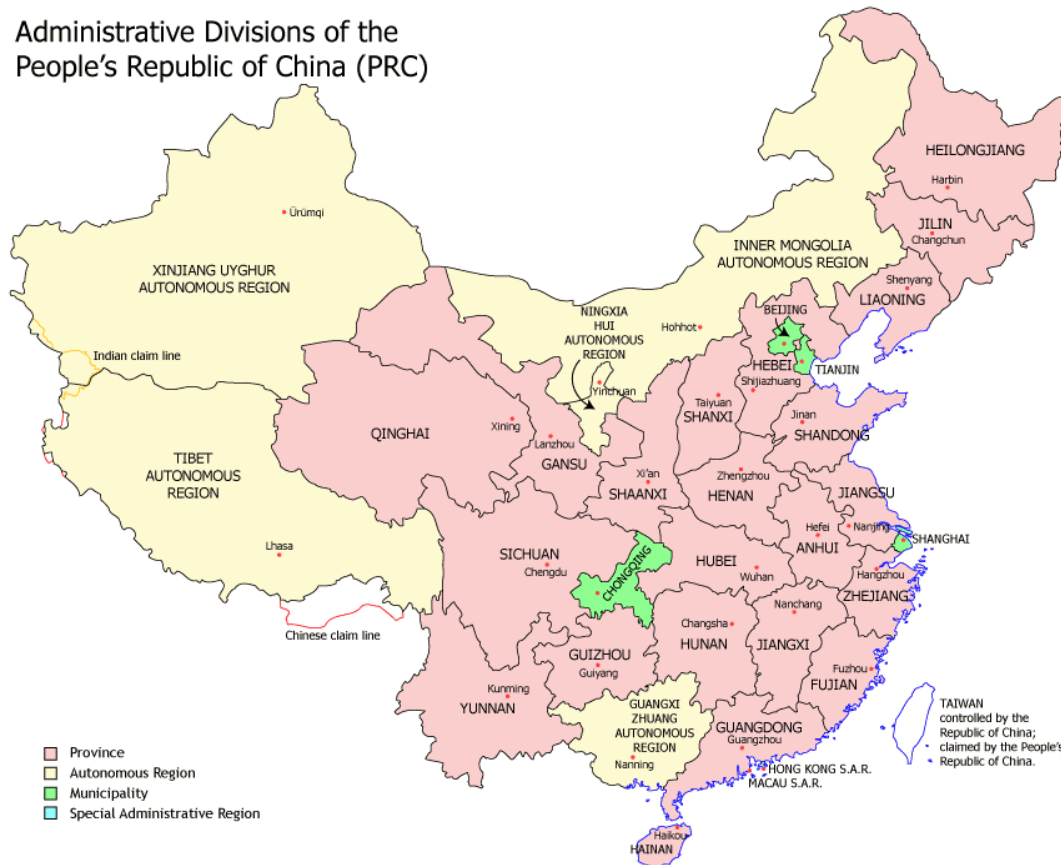 Administrative Divisions of the
People's Republic of China (PRC)
HEILONGJIANG
Harbin
JILIN
Changchun
Ürümqi
INNER MONGOLIA
AUTONOMOUS REGION
XINJIANG UYGHUR
AUTONOMOUS REGION
Shenyang
LIAONING
NINGXIA
HUI
AUTONOMOUS
REGION
BEIJING
Hohhot
Indian claim line
HEBEI
TIANJIN
Shijiazhuang
Yinchuan
Taiyuan
SHANXI
Jinan
SHANDONG
QINGHAI
Xining
Lanzhou
GANSU
TIBET
AUTONOMOUS
REGION
Xi'an
SHAANXI
Zhengzhou
HENAN
JIANGSU
Nanjing
Hefei
ANHUI
SHANGHAI
Lhasa
SICHUAN
Chengdu
CHONGQING
HUBEI
Wuhan
Hangzhou
ZHEJIANG
Chinese claim line
Changsha
HUNAN
Nanchang
JIANGXI
GUIZHOU
Guiyang
Fuzhou
FUJIAN
Kunming
YUNNAN
GUANGXI
ZHUANG
AUTONOMOUS
REGION
Nanning
GUANGDONG
Guangzhou
TAIWAN
controlled by the
Republic of China;
claimed by the People's
Republic of China.
HONG KONG S.A.R.
MACAU S.A.R.
Haikou
HAINAN
Province
Autonomous Region
Municipality
Special Administrative Region